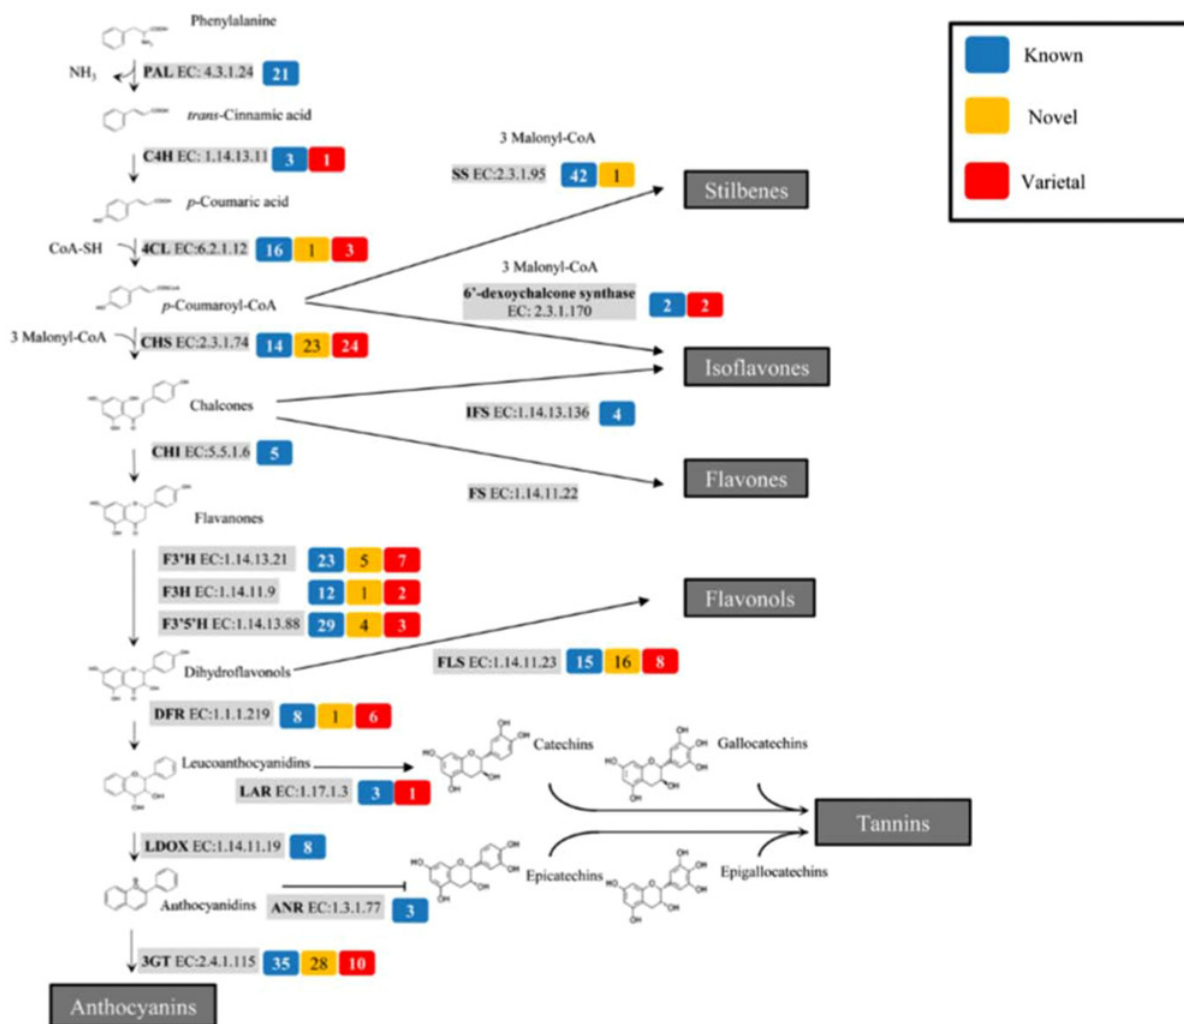 Phenylalanine
NH3
PAL EC: 4.3.1.24 21
trans-Cinnamic acid
C4H EC: 1.14.13.11 3 1
p-Coumaric acid
CoA-SH
4CL EC:6.2.1.12 16 1 3
p-Coumaroyl-CoA
3 Malonyl-CoA
CHS EC:2.3.1.74 14 23 24
Chalcones
CHI EC:5.5.1.6 5
Flavanones
F3'H EC:1.14.13.21 23 5 7
F3H EC:1.14.11.9 12 1 2
F3'5'H EC:1.14.13.88 29 4 3
Dihydroflavonols
DFR EC:1.1.1.219 8 1 6
Leucoanthocyanidins
LAR EC:1.17.1.3 3 1
LDOX EC:1.14.11.19 8
Anthocyanidins
ANR EC:1.3.1.77 3
3GT EC:2.4.1.115 35 28 10
Anthocyanins
3 Malonyl-CoA
SS EC:2.3.1.95 42 1
Stilbenes
3 Malonyl-CoA
6'-dexoychalcone synthase
EC: 2.3.1.170 2 2
Isoflavones
IFS EC:1.14.13.136 4
Flavones
FS EC:1.14.11.22
Flavonols
FLS EC:1.14.11.23 15 16 8
Catechins
Gallocatechins
Tannins
Epicatechins
Epigallocatechins
Known
Novel
Varietal